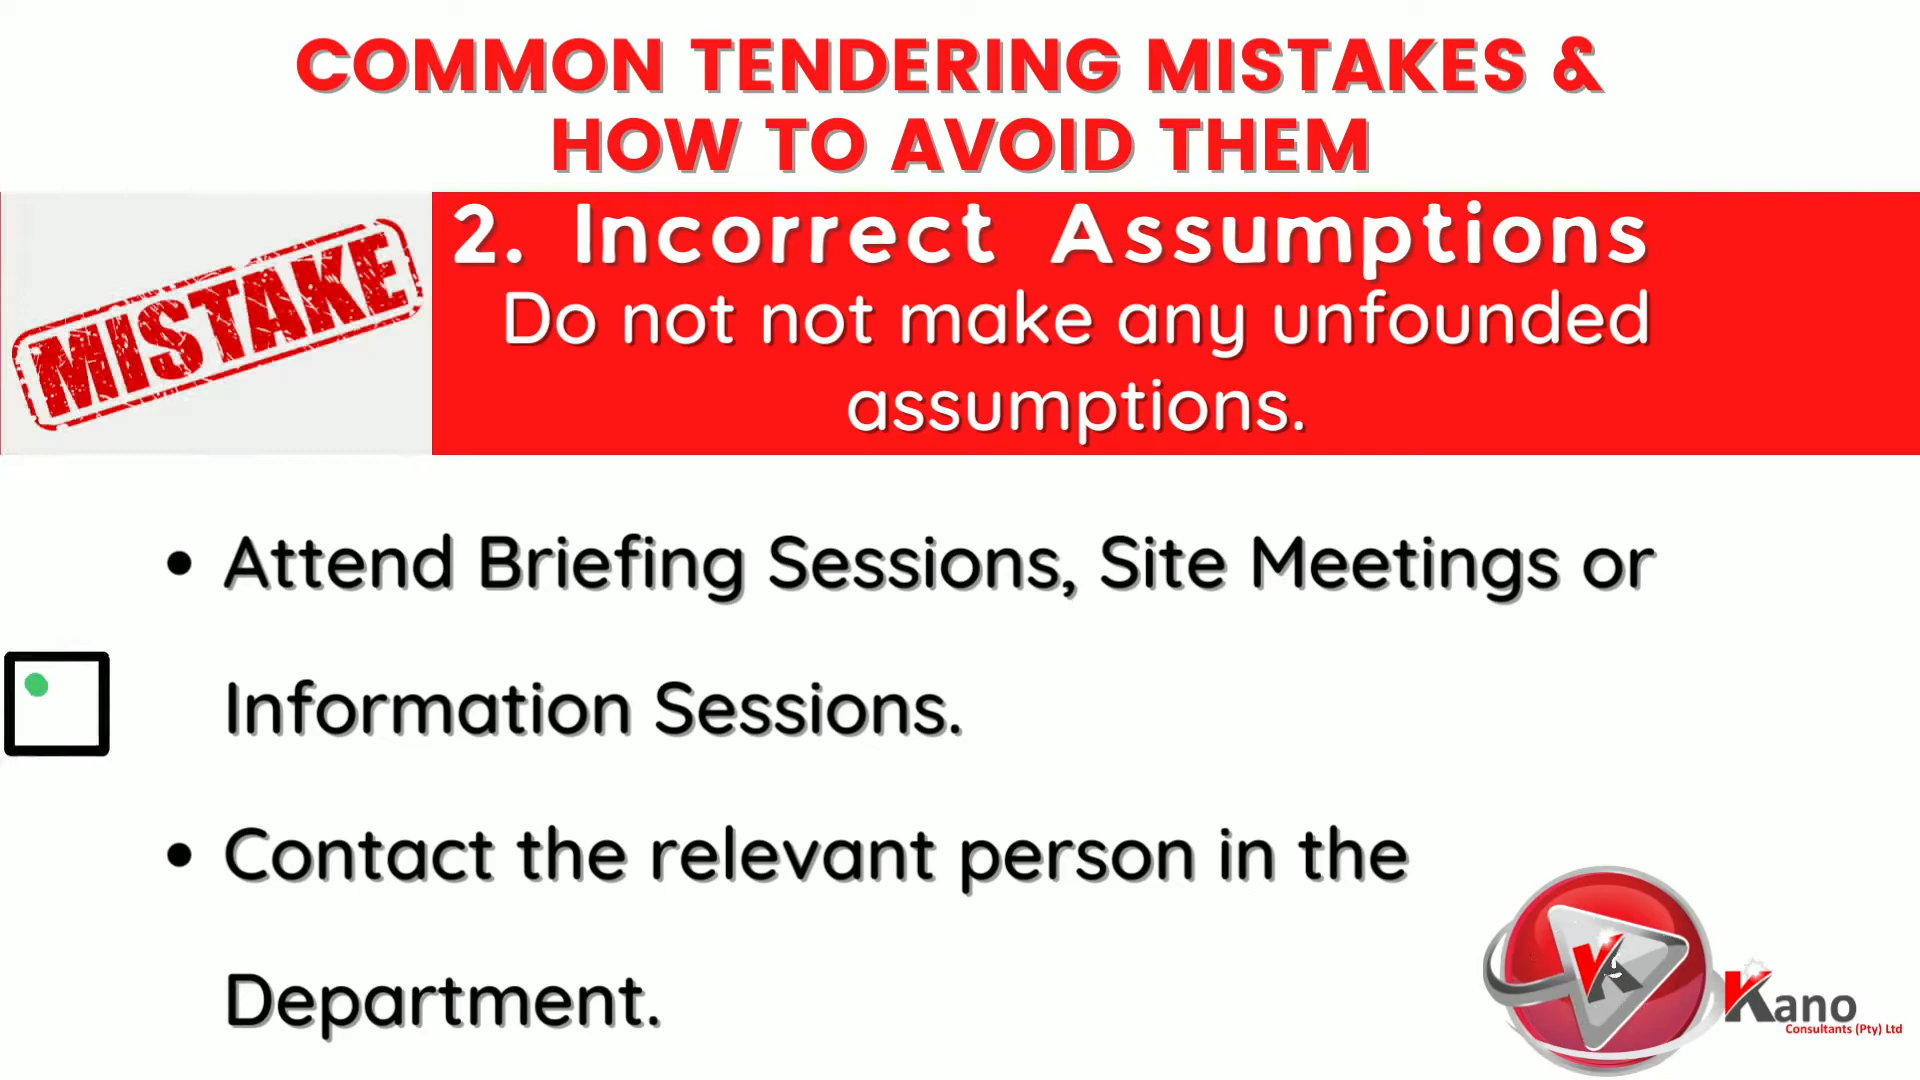 COMMON TENDERING MISTAKES &
HOW TO AVOID THEM
MISTAKE
2. Incorrect Assumptions
Do not not make any unfounded
assumptions.
• Attend Briefing Sessions, Site Meetings or
Information Sessions.
• Contact the relevant person in the
Department.
Kano
Consultants (Pty) Ltd